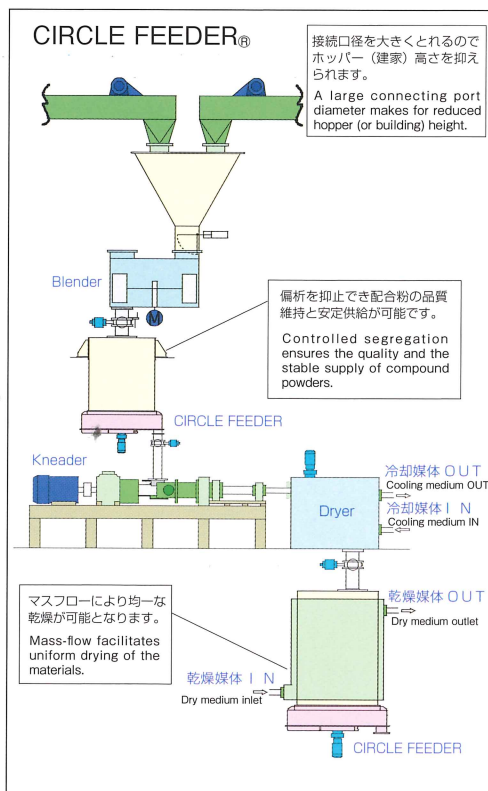 CIRCLE FEEDER®
接続口径を大きくとれるので
ホッパー（建家）高さを抑え
られます。
A large connecting port
diameter makes for reduced
hopper (or building) height.
Blender
M
偏析を抑止でき配合粉の品質
維持と安定供給が可能です。
Controlled segregation
ensures the quality and the
stable supply of compound
powders.
CIRCLE FEEDER
Kneader
冷却媒体 OUT
Cooling medium OUT
冷却媒体 I N
Cooling medium IN
Dryer
マスフローにより均一な
乾燥が可能となります。
Mass-flow facilitates
uniform drying of the
materials.
乾燥媒体 OUT
Dry medium outlet
乾燥媒体 I N
Dry medium inlet
CIRCLE FEEDER